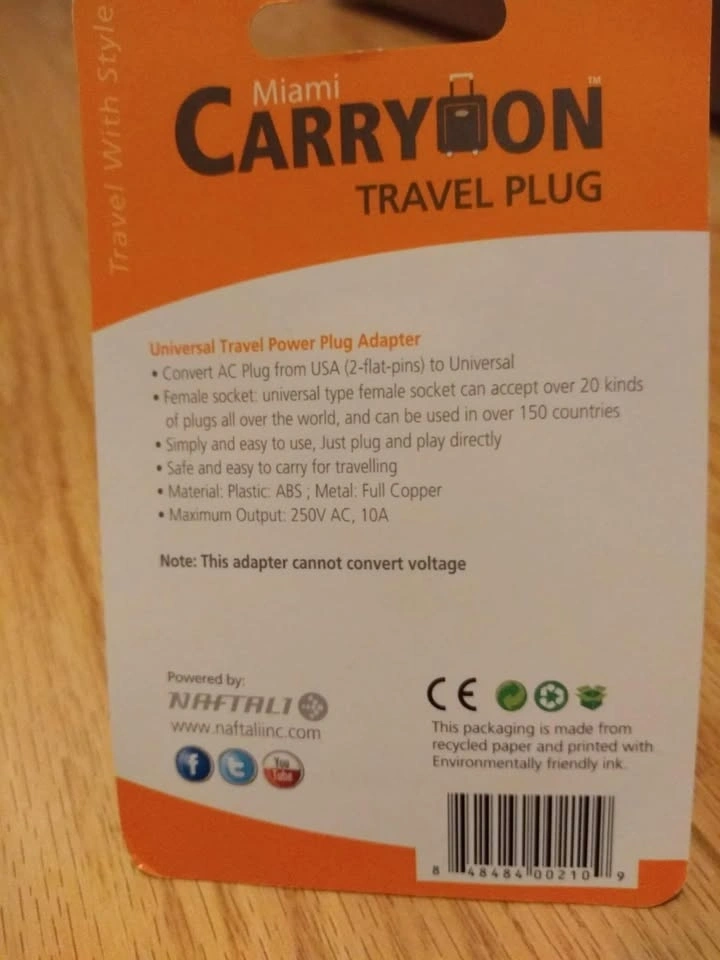 Travel With Style
Miami
CARRYON™
TRAVEL PLUG
Universal Travel Power Plug Adapter
• Convert AC Plug from USA (2-flat-pins) to Universal
• Female socket: universal type female socket can accept over 20 kinds
of plugs all over the world, and can be used in over 150 countries
• Simply and easy to use, Just plug and play directly
• Safe and easy to carry for travelling
• Material: Plastic: ABS ; Metal: Full Copper
• Maximum Output: 250V AC, 10A
Note: This adapter cannot convert voltage
Powered by:
NAFTALI
www.naftaliinc.com
f t You Tube
CE
This packaging is made from
recycled paper and printed with
Environmentally friendly ink.
8 48484 00210 9